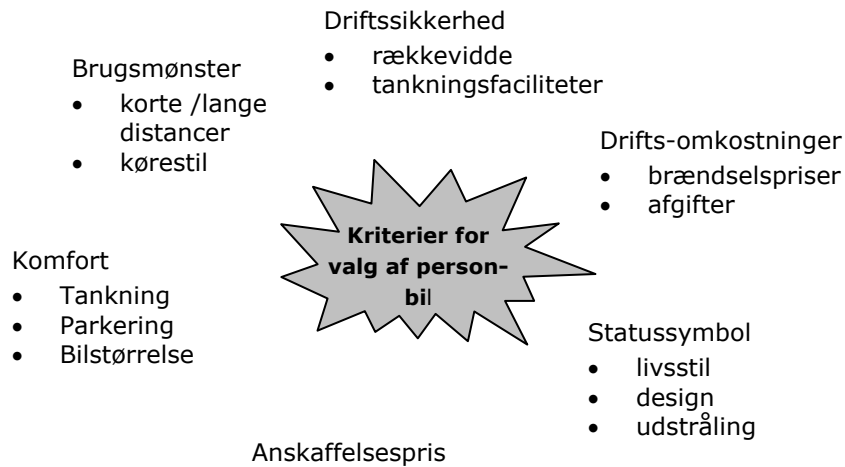 Driftssikkerhed
• rækkevidde
• tankningsfaciliteter
Brugsmønster
• korte /lange
distancer
• kørestil
Drifts-omkostninger
• brændselspriser
• afgifter
Kriterier for
valg af person-
bil
Komfort
• Tankning
• Parkering
• Bilstørrelse
Statussymbol
• livsstil
• design
• udstråling
Anskaffelsespris